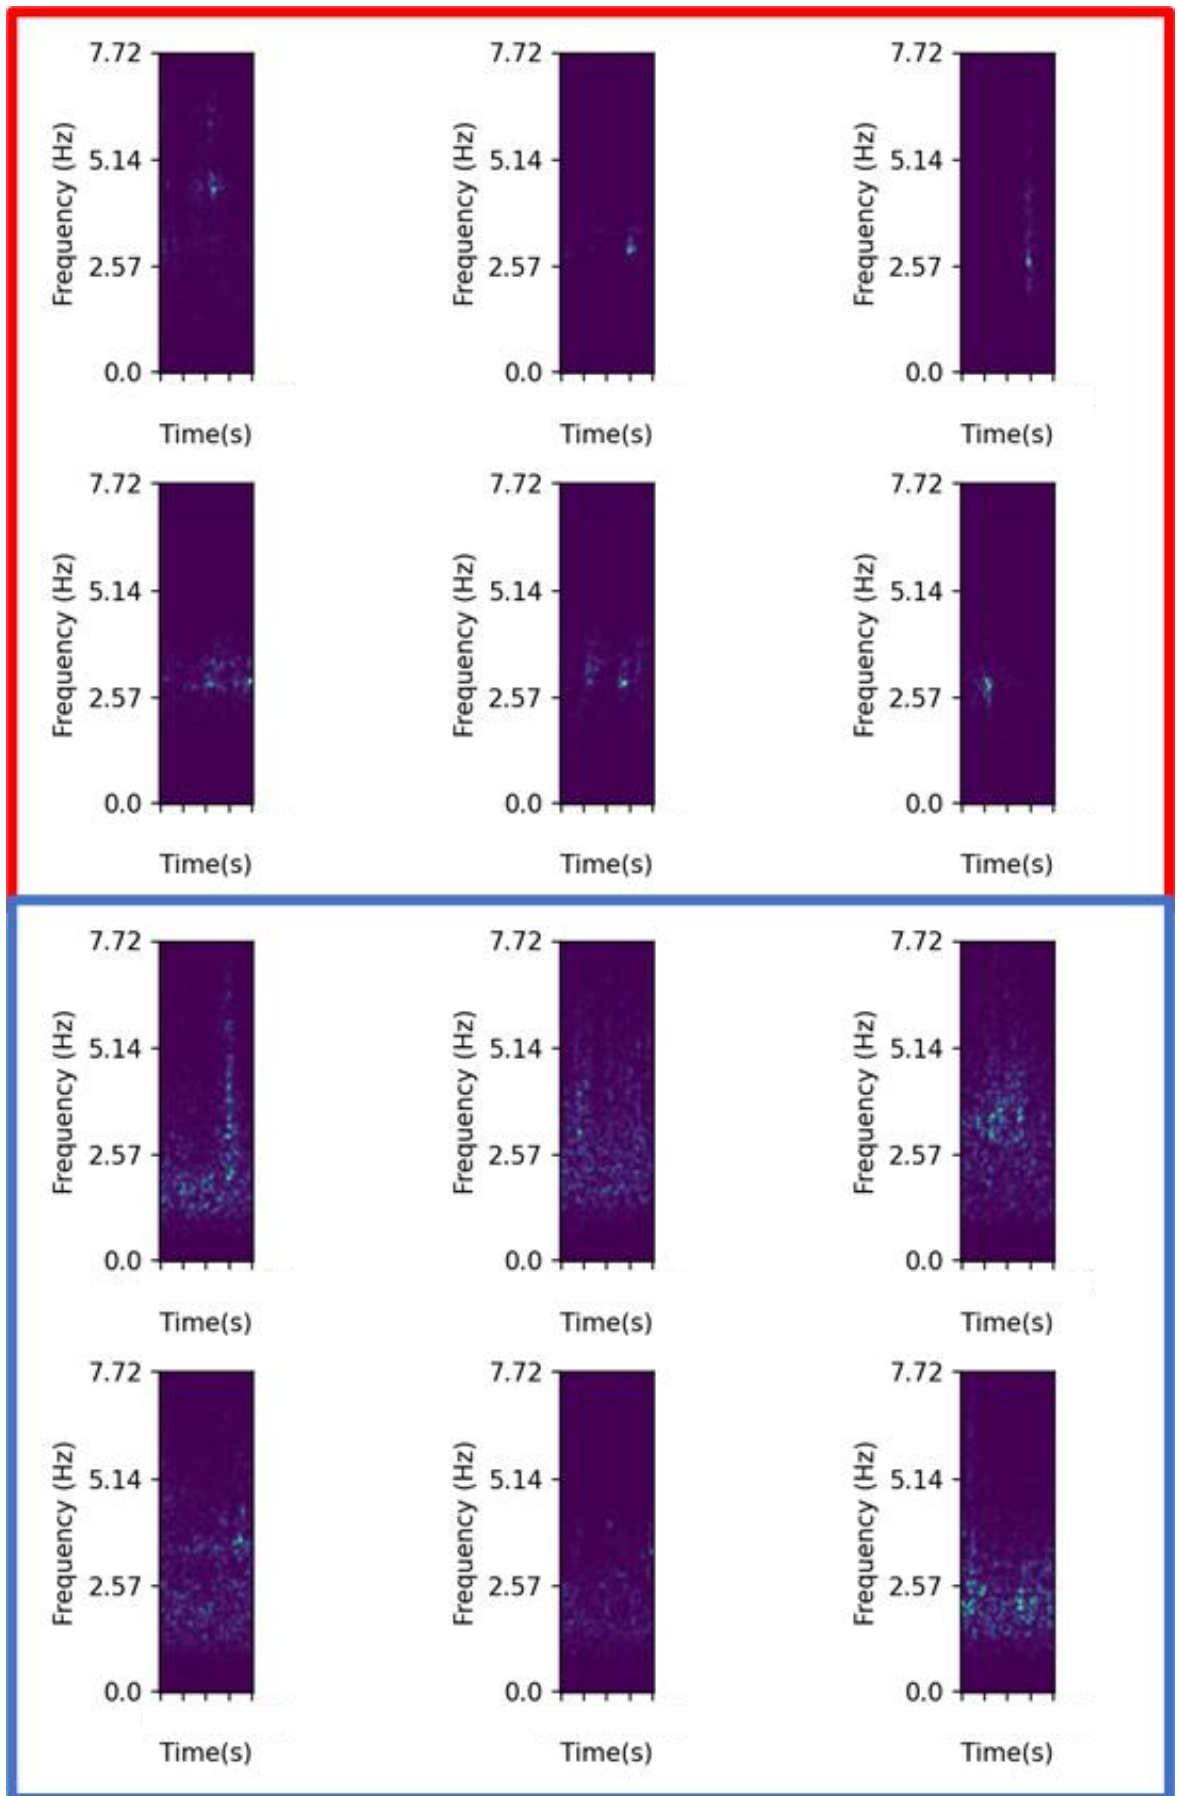 7.72 7.72 7.72
Frequency (Hz) Frequency (Hz) Frequency (Hz)
5.14 5.14 5.14
2.57 2.57 2.57
0.0 0.0 0.0
Time(s) Time(s) Time(s)
7.72 7.72 7.72
Frequency (Hz) Frequency (Hz) Frequency (Hz)
5.14 5.14 5.14
2.57 2.57 2.57
0.0 0.0 0.0
Time(s) Time(s) Time(s)
7.72 7.72 7.72
Frequency (Hz) Frequency (Hz) Frequency (Hz)
5.14 5.14 5.14
2.57 2.57 2.57
0.0 0.0 0.0
Time(s) Time(s) Time(s)
7.72 7.72 7.72
Frequency (Hz) Frequency (Hz) Frequency (Hz)
5.14 5.14 5.14
2.57 2.57 2.57
0.0 0.0 0.0
Time(s) Time(s) Time(s)